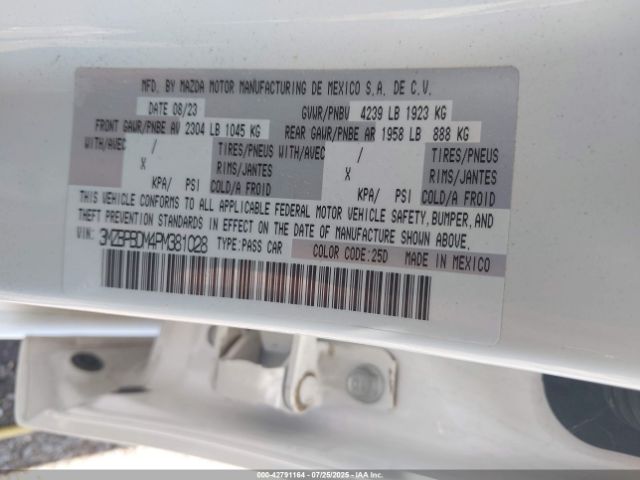 MFD. BY MAZDA MOTOR MANUFACTURING DE MEXICO S.A. DE C.V.
DATE 08/23 GVWR/PNBV 4239 LB 1923 KG
FRONT GAWR/PNBE AV 2304 LB 1045 KG REAR GAWR/PNBE AR 1958 LB 888 KG
WITH/AVEC / TIRES/PNEUS WITH/AVEC / TIRES/PNEUS
X RIMS/JANTES X RIMS/JANTES
KPA/ PSI COLD/A FROID KPA/ PSI COLD/A FROID
THIS VEHICLE CONFORMS TO ALL APPLICABLE FEDERAL MOTOR VEHICLE SAFETY, BUMPER, AND
THEFT PREVENTION STANDARDS IN EFFECT ON THE DATE OF MANUFACTURE SHOWN ABOVE.
VIN: 3MZBPBDM4PM381028 TYPE: PASS CAR COLOR CODE: 25D MADE IN MEXICO
000-42791164 - 07/25/2025 - IAA Inc.